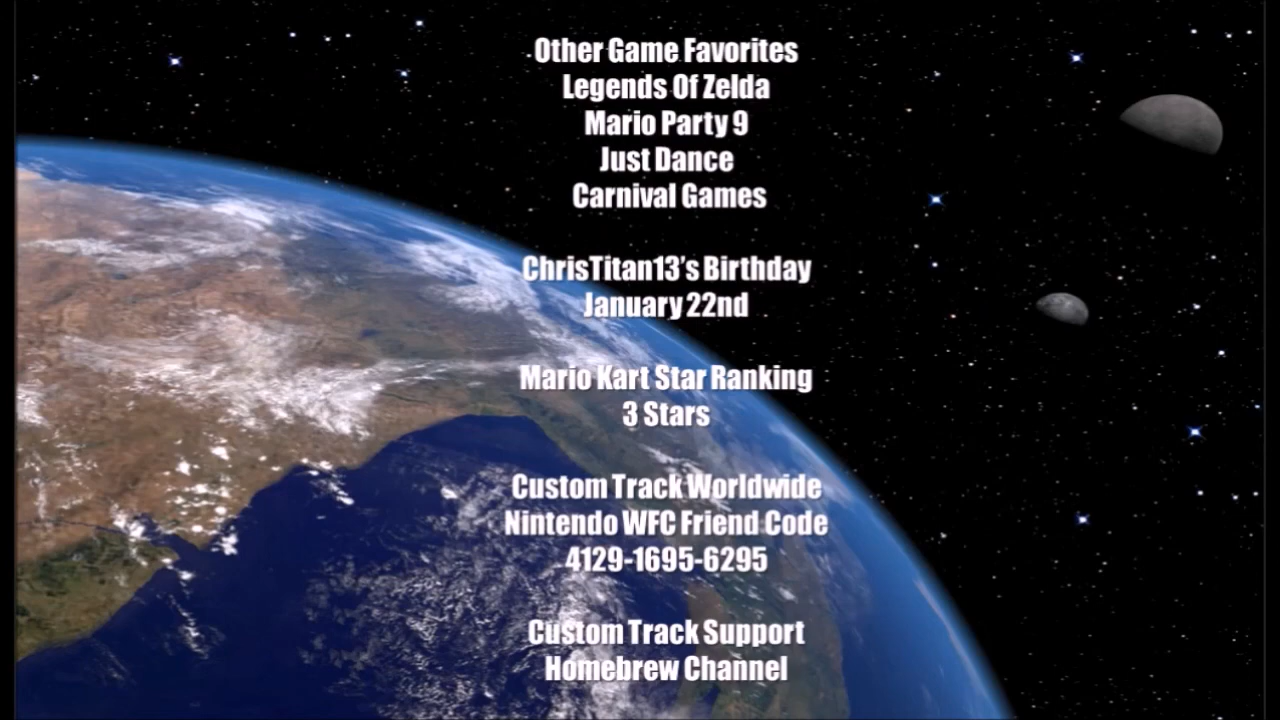 Other Game Favorites
Legends Of Zelda
Mario Party 9
Just Dance
Carnival Games
ChrisTitan13's Birthday
January 22nd
Mario Kart Star Ranking
3 Stars
Custom Track Worldwide
Nintendo WFC Friend Code
4129-1695-6295
Custom Track Support
Homebrew Channel